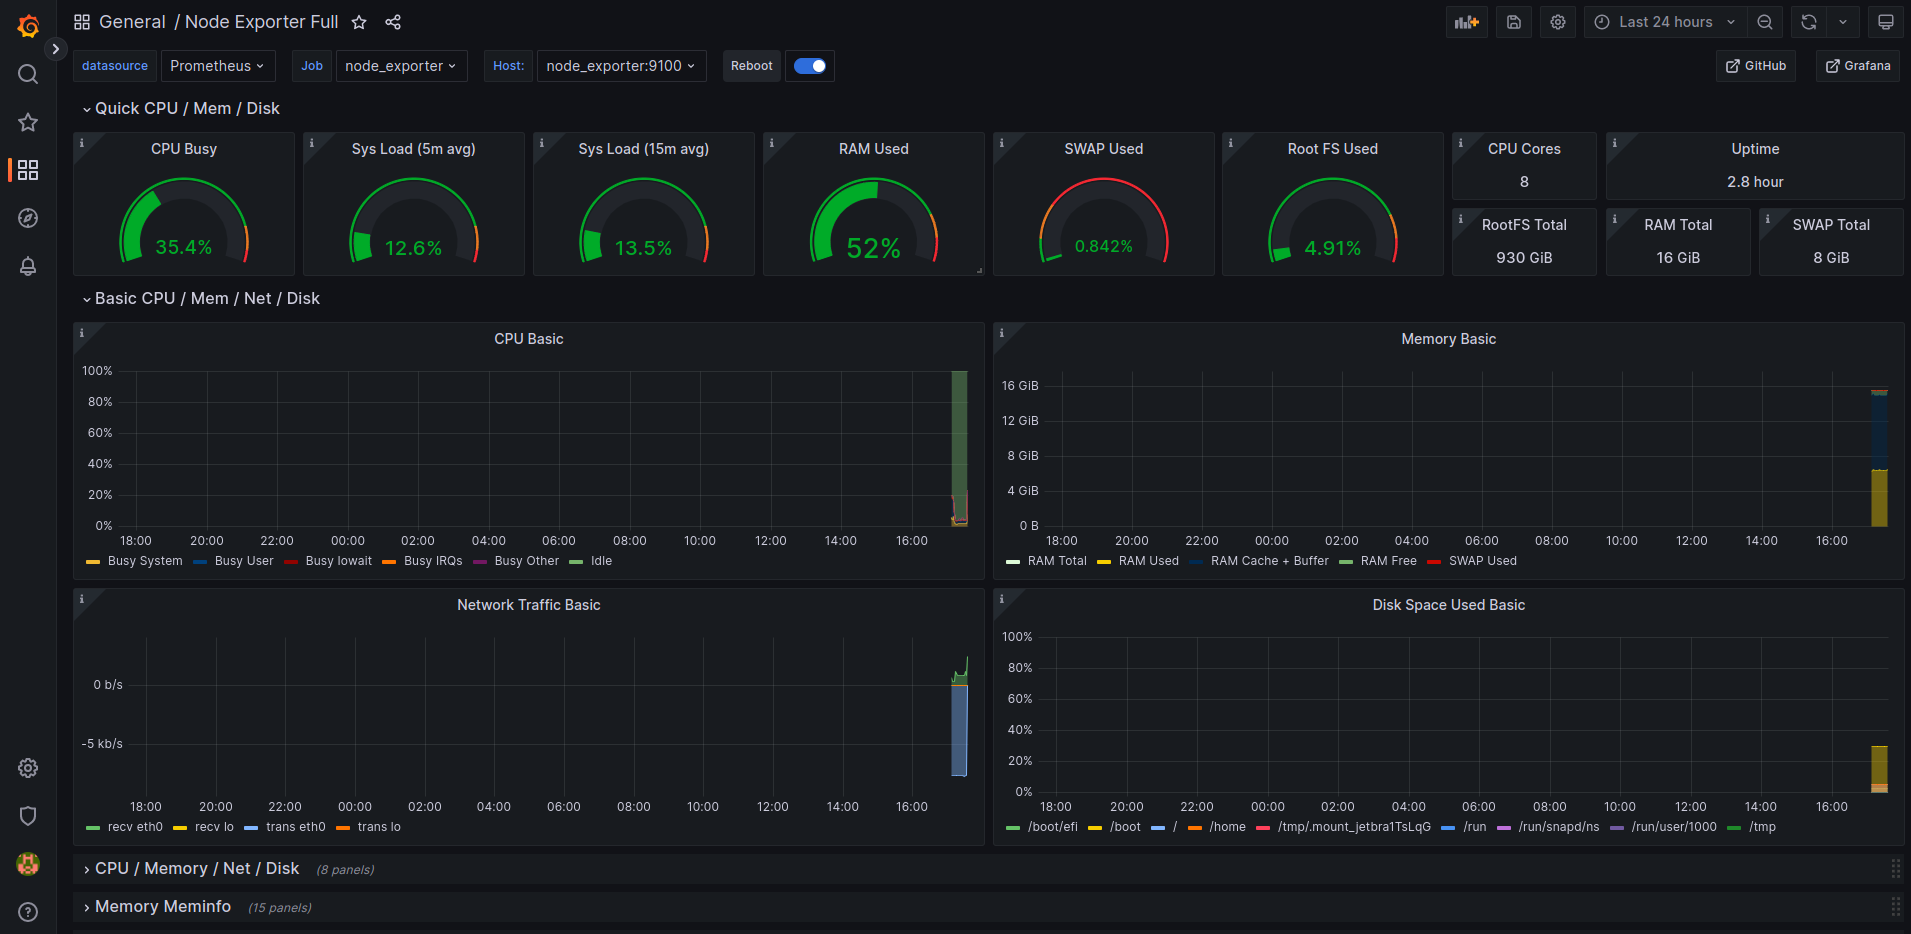 General / Node Exporter Full
Last 24 hours
datasource Prometheus Job node_exporter Host: node_exporter:9100 Reboot GitHub Grafana
Quick CPU / Mem / Disk
CPU Busy
35.4%
Sys Load (5m avg)
12.6%
Sys Load (15m avg)
13.5%
RAM Used
52%
SWAP Used
0.842%
Root FS Used
4.91%
CPU Cores
8
Uptime
2.8 hour
RootFS Total
930 GiB
RAM Total
16 GiB
SWAP Total
8 GiB
Basic CPU / Mem / Net / Disk
CPU Basic
100%
80%
60%
40%
20%
0%
18:00 20:00 22:00 00:00 02:00 04:00 06:00 08:00 10:00 12:00 14:00 16:00
Busy System Busy User Busy Iowait Busy IRQs Busy Other Idle
Memory Basic
16 GiB
12 GiB
8 GiB
4 GiB
0 B
18:00 20:00 22:00 00:00 02:00 04:00 06:00 08:00 10:00 12:00 14:00 16:00
RAM Total RAM Used RAM Cache + Buffer RAM Free SWAP Used
Network Traffic Basic
0 b/s
-5 kb/s
18:00 20:00 22:00 00:00 02:00 04:00 06:00 08:00 10:00 12:00 14:00 16:00
recv eth0 recv lo trans eth0 trans lo
Disk Space Used Basic
100%
80%
60%
40%
20%
0%
18:00 20:00 22:00 00:00 02:00 04:00 06:00 08:00 10:00 12:00 14:00 16:00
/boot/efi /boot / /home /tmp/.mount_jetbra1TsLqG /run /run/snapd/ns /run/user/1000 /tmp
CPU / Memory / Net / Disk (8 panels)
Memory Meminfo (15 panels)